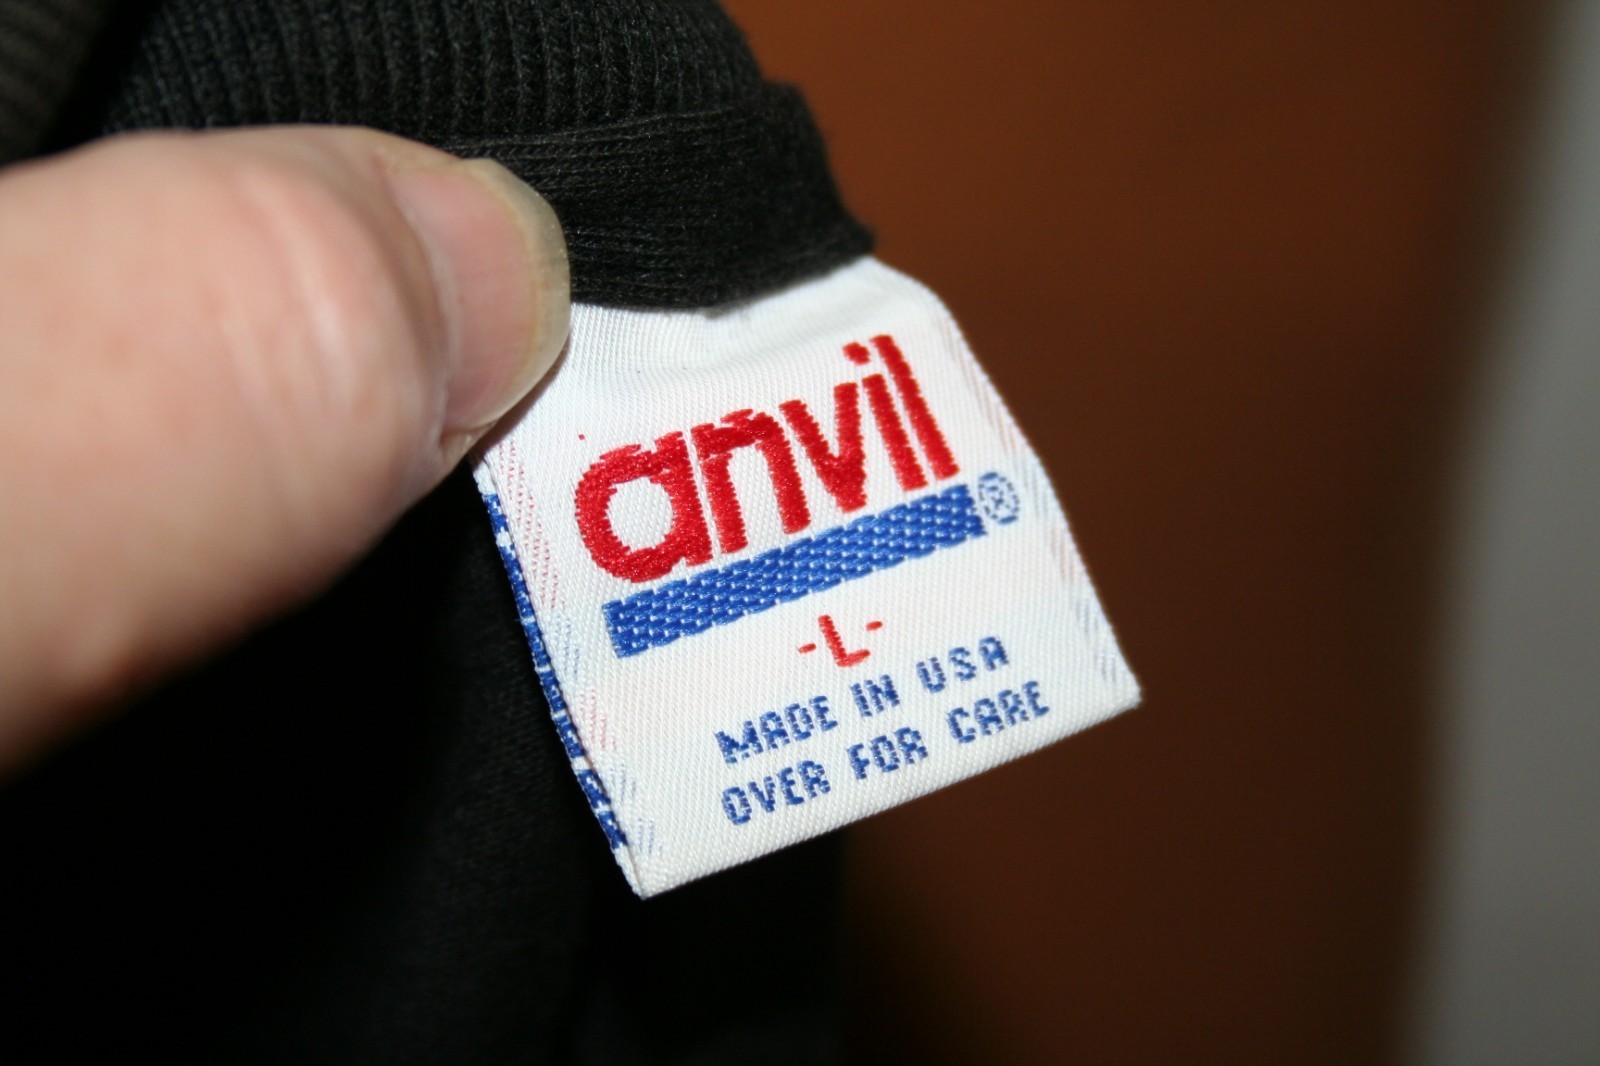 anvil®
-L-
MADE IN USA
OVER FOR CARE